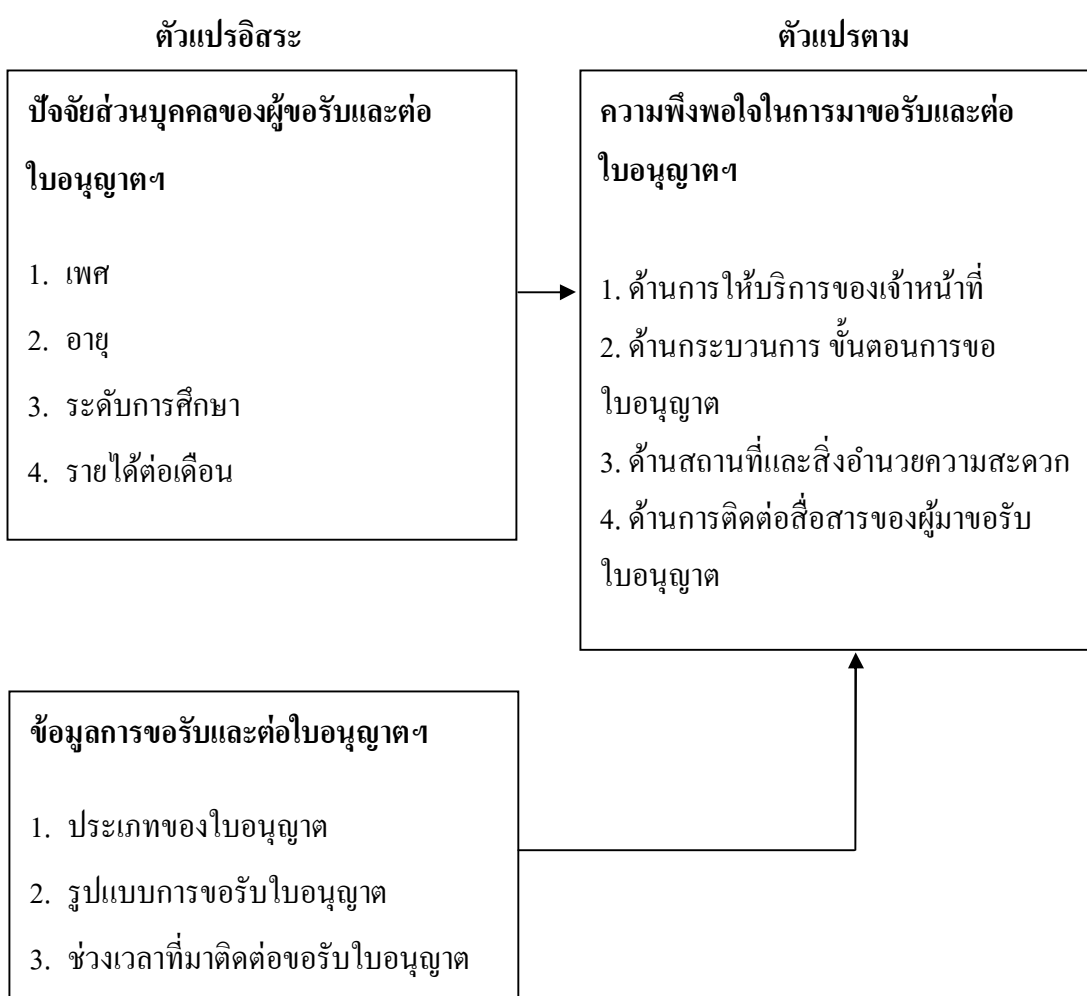 ตัวแปรอิสระ
ตัวแปรตาม
ปัจจัยส่วนบุคคลของผู้ขอรับและต่อ
ใบอนุญาตฯ
1. เพศ
2. อายุ
3. ระดับการศึกษา
4. รายได้ต่อเดือน
ความพึงพอใจในการมาขอรับและต่อ
ใบอนุญาตฯ
1. ด้านการให้บริการของเจ้าหน้าที่
2. ด้านกระบวนการ ขั้นตอนการขอ
ใบอนุญาต
3. ด้านสถานที่และสิ่งอำนวยความสะดวก
4. ด้านการติดต่อสื่อสารของผู้มาขอรับ
ใบอนุญาต
ข้อมูลการขอรับและต่อใบอนุญาตฯ
1. ประเภทของใบอนุญาต
2. รูปแบบการขอรับใบอนุญาต
3. ช่วงเวลาที่มาติดต่อขอรับใบอนุญาต